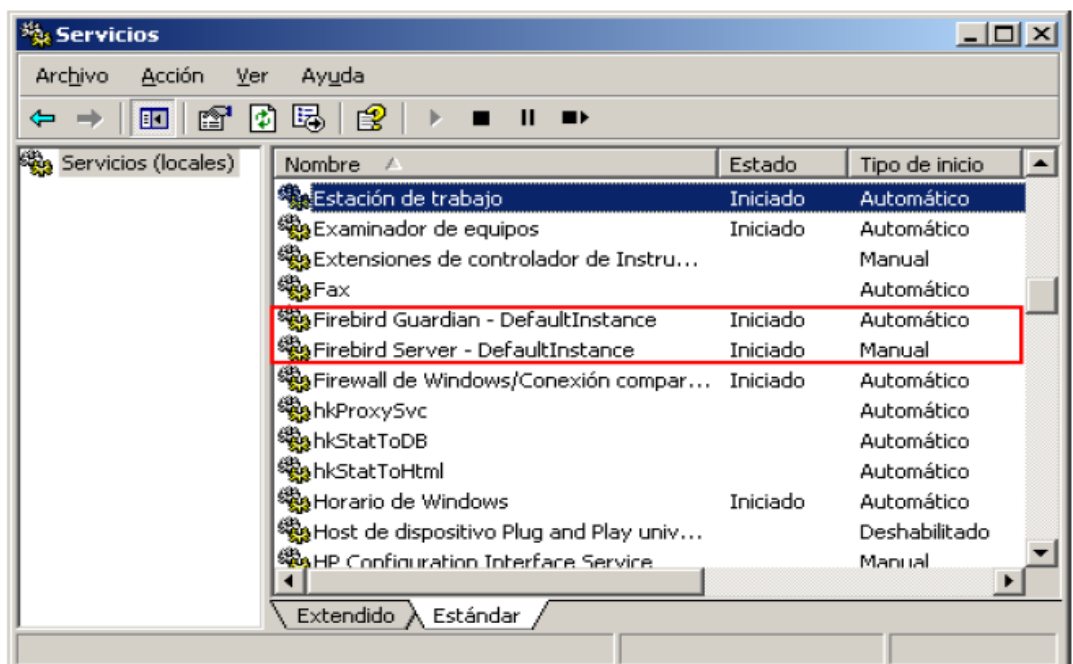 Servicios
Archivo Acción Ver Ayuda
Servicios (locales)
Nombre Estado Tipo de inicio
Estación de trabajo Iniciado Automático
Examinador de equipos Iniciado Automático
Extensiones de controlador de Instru... Manual
Fax Automático
Firebird Guardian - DefaultInstance Iniciado Automático
Firebird Server - DefaultInstance Iniciado Manual
Firewall de Windows/Conexión compar... Iniciado Automático
hkProxySvc Automático
hkStatToDB Automático
hkStatToHtml Automático
Horario de Windows Iniciado Automático
Host de dispositivo Plug and Play univ... Deshabilitado
HP Configuration Interface Service Manual
Extendido Estándar